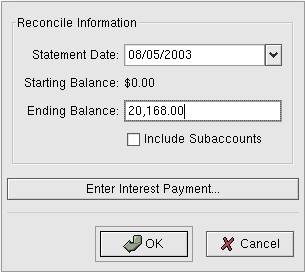 Reconcile Information
Statement Date: 08/05/2003
Starting Balance: $0.00
Ending Balance: 20,168.00
Include Subaccounts
Enter Interest Payment...
OK Cancel